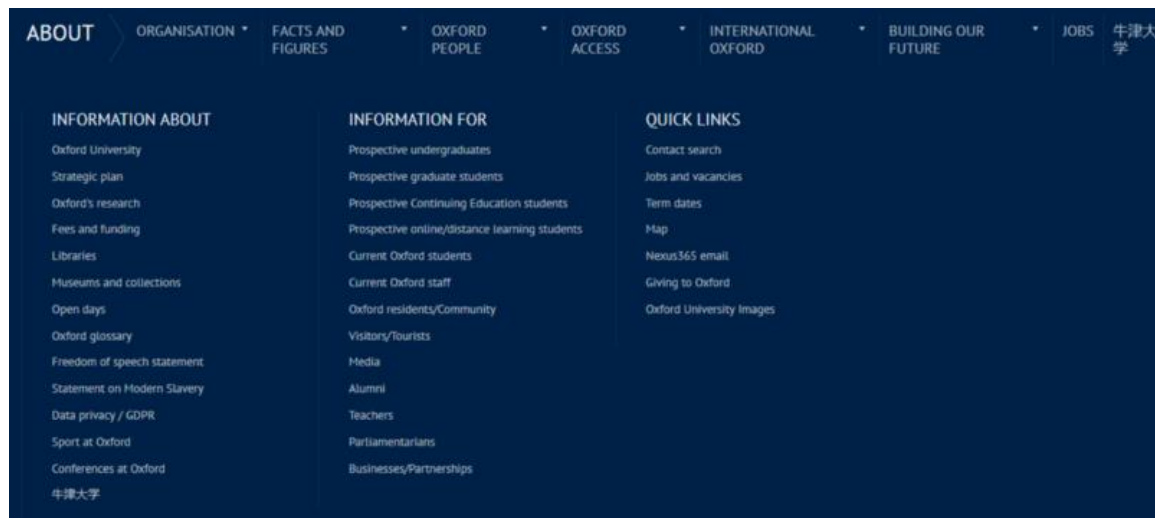 ABOUT
ORGANISATION
FACTS AND
FIGURES
OXFORD
PEOPLE
OXFORD
ACCESS
INTERNATIONAL
OXFORD
BUILDING OUR
FUTURE
JOBS
牛津大
学
INFORMATION ABOUT
Oxford University
Strategic plan
Oxford's research
Fees and funding
Libraries
Museums and collections
Open days
Oxford glossary
Freedom of speech statement
Statement on Modern Slavery
Data privacy / GDPR
Sport at Oxford
Conferences at Oxford
牛津大学
INFORMATION FOR
Prospective undergraduates
Prospective graduate students
Prospective Continuing Education students
Prospective online/distance learning students
Current Oxford students
Current Oxford staff
Oxford residents/Community
Visitors/Tourists
Media
Alumni
Teachers
Parliamentarians
Businesses/Partnerships
QUICK LINKS
Contact search
Jobs and vacancies
Term dates
Map
Nexus365 email
Giving to Oxford
Oxford University Images